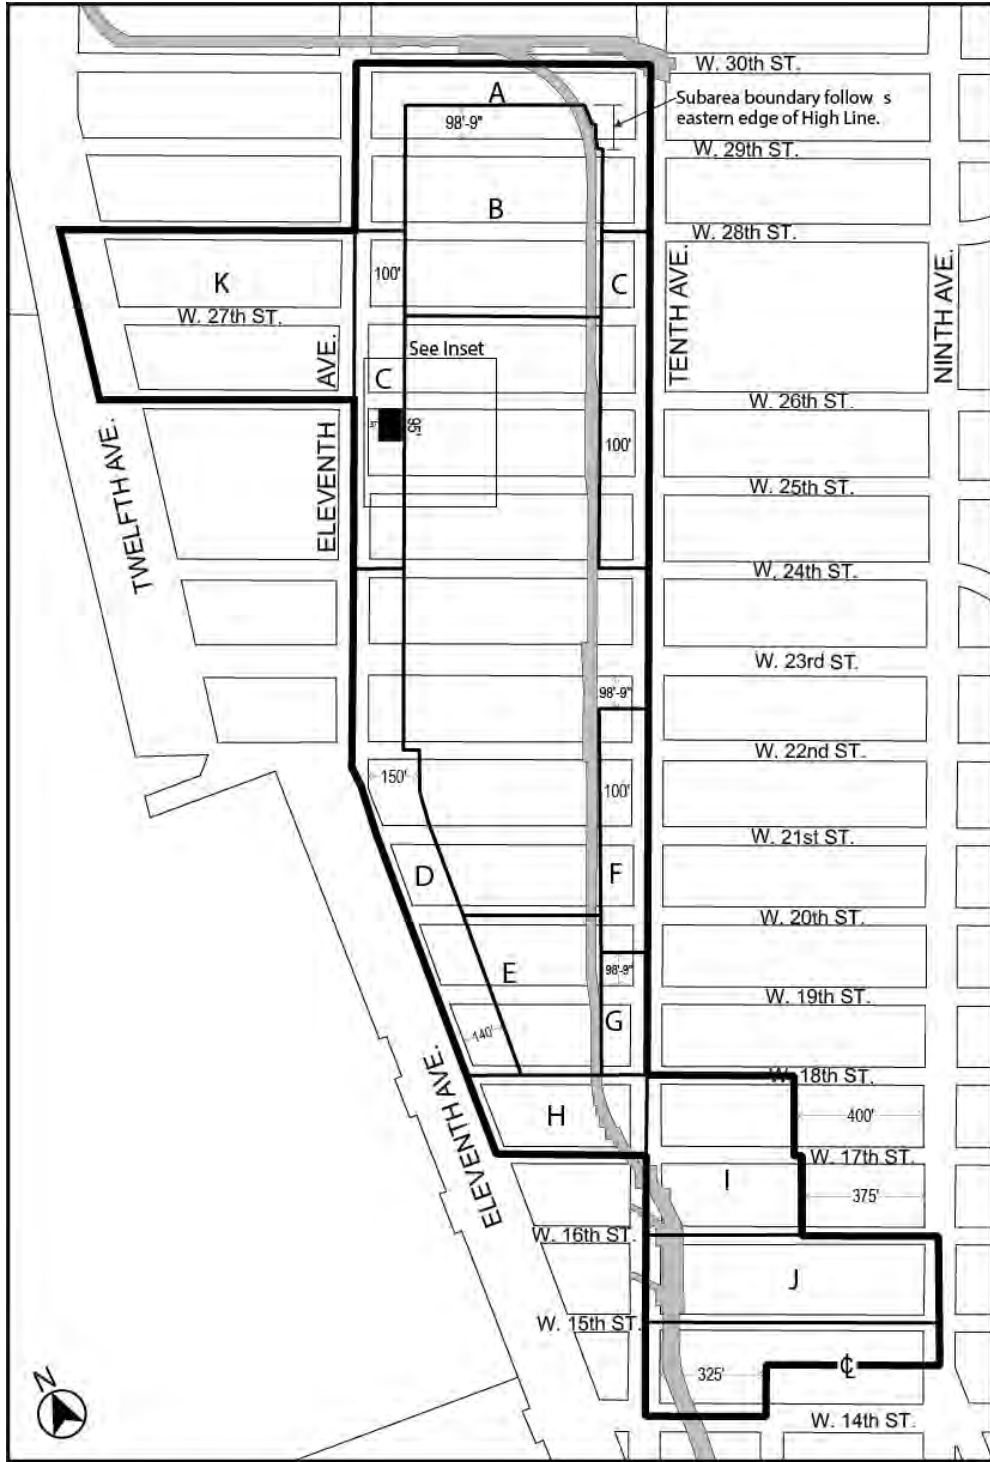 W. 30th ST.
A
Subarea boundary follow s
eastern edge of High Line.
98'-9"
W. 29th ST.
B
W. 28th ST.
K
100'
C
W. 27th ST.
TENTH AVE.
NINTH AVE.
AVE.
ELEVENTH
See Inset
C
W. 26th ST.
95'
TWELFTH AVE.
100'
W. 25th ST.
W. 24th ST.
W. 23rd ST.
98'-9"
W. 22nd ST.
150'
100'
W. 21st ST.
D
F
W. 20th ST.
E
98'-9"
W. 19th ST.
G
140'
ELEVENTH AVE.
W. 18th ST.
H
400'
W. 17th ST.
I
375'
W. 16th ST.
J
W. 15th ST.
325'
℄
N
W. 14th ST.